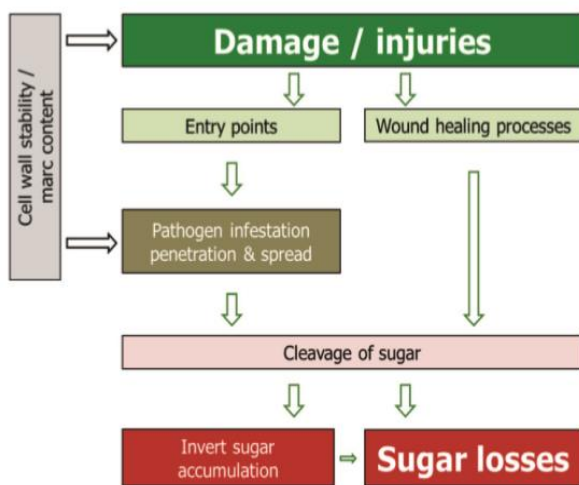 Cell wall stability /
marc content
Damage / injuries
Entry points
Wound healing processes
Pathogen infestation
penetration & spread
Cleavage of sugar
Invert sugar
accumulation
Sugar losses